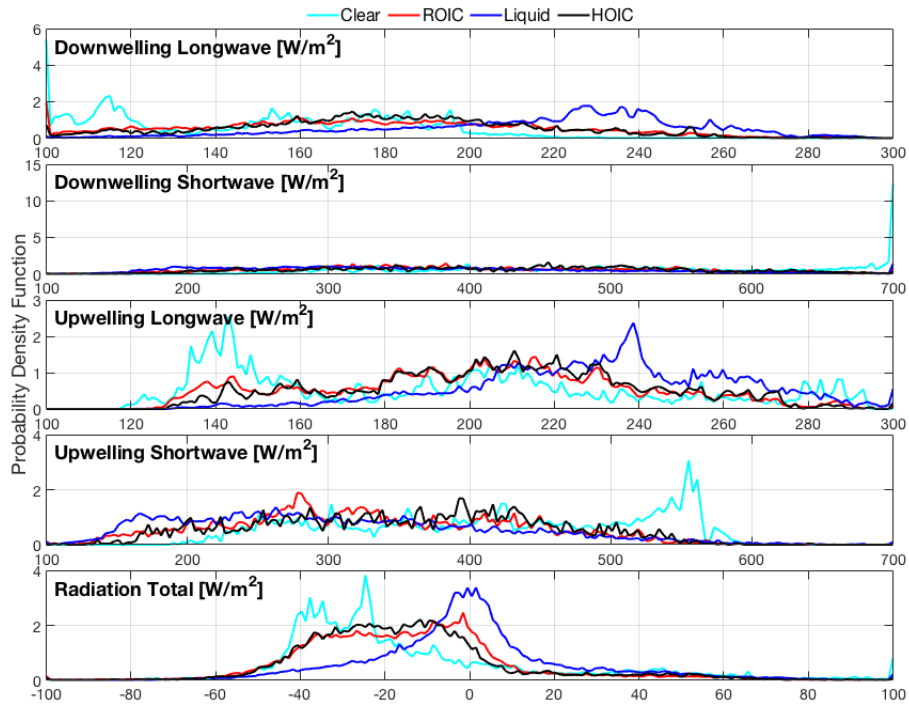 Clear ROIC Liquid HOIC
Probability Density Function
Downwelling Longwave [W/m²]
6
4
2
0
100 120 140 160 180 200 220 240 260 280 300
Downwelling Shortwave [W/m²]
15
10
5
0
100 200 300 400 500 600 700
Upwelling Longwave [W/m²]
3
2
1
0
100 120 140 160 180 200 220 240 260 280 300
Upwelling Shortwave [W/m²]
4
2
0
100 200 300 400 500 600 700
Radiation Total [W/m²]
4
2
0
-100 -80 -60 -40 -20 0 20 40 60 80 100